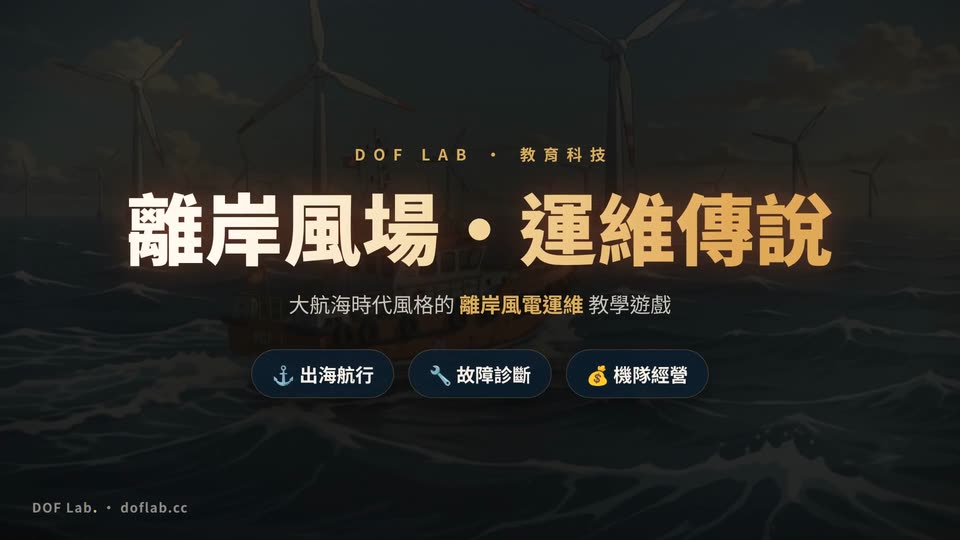 DOF LAB · 教育科技
離岸風場·運維傳說
大航海時代風格的 離岸風電運維 教學遊戲
⚓ 出海航行 🔧 故障診斷 💰 機隊經營
DOF Lab. · doflab.cc